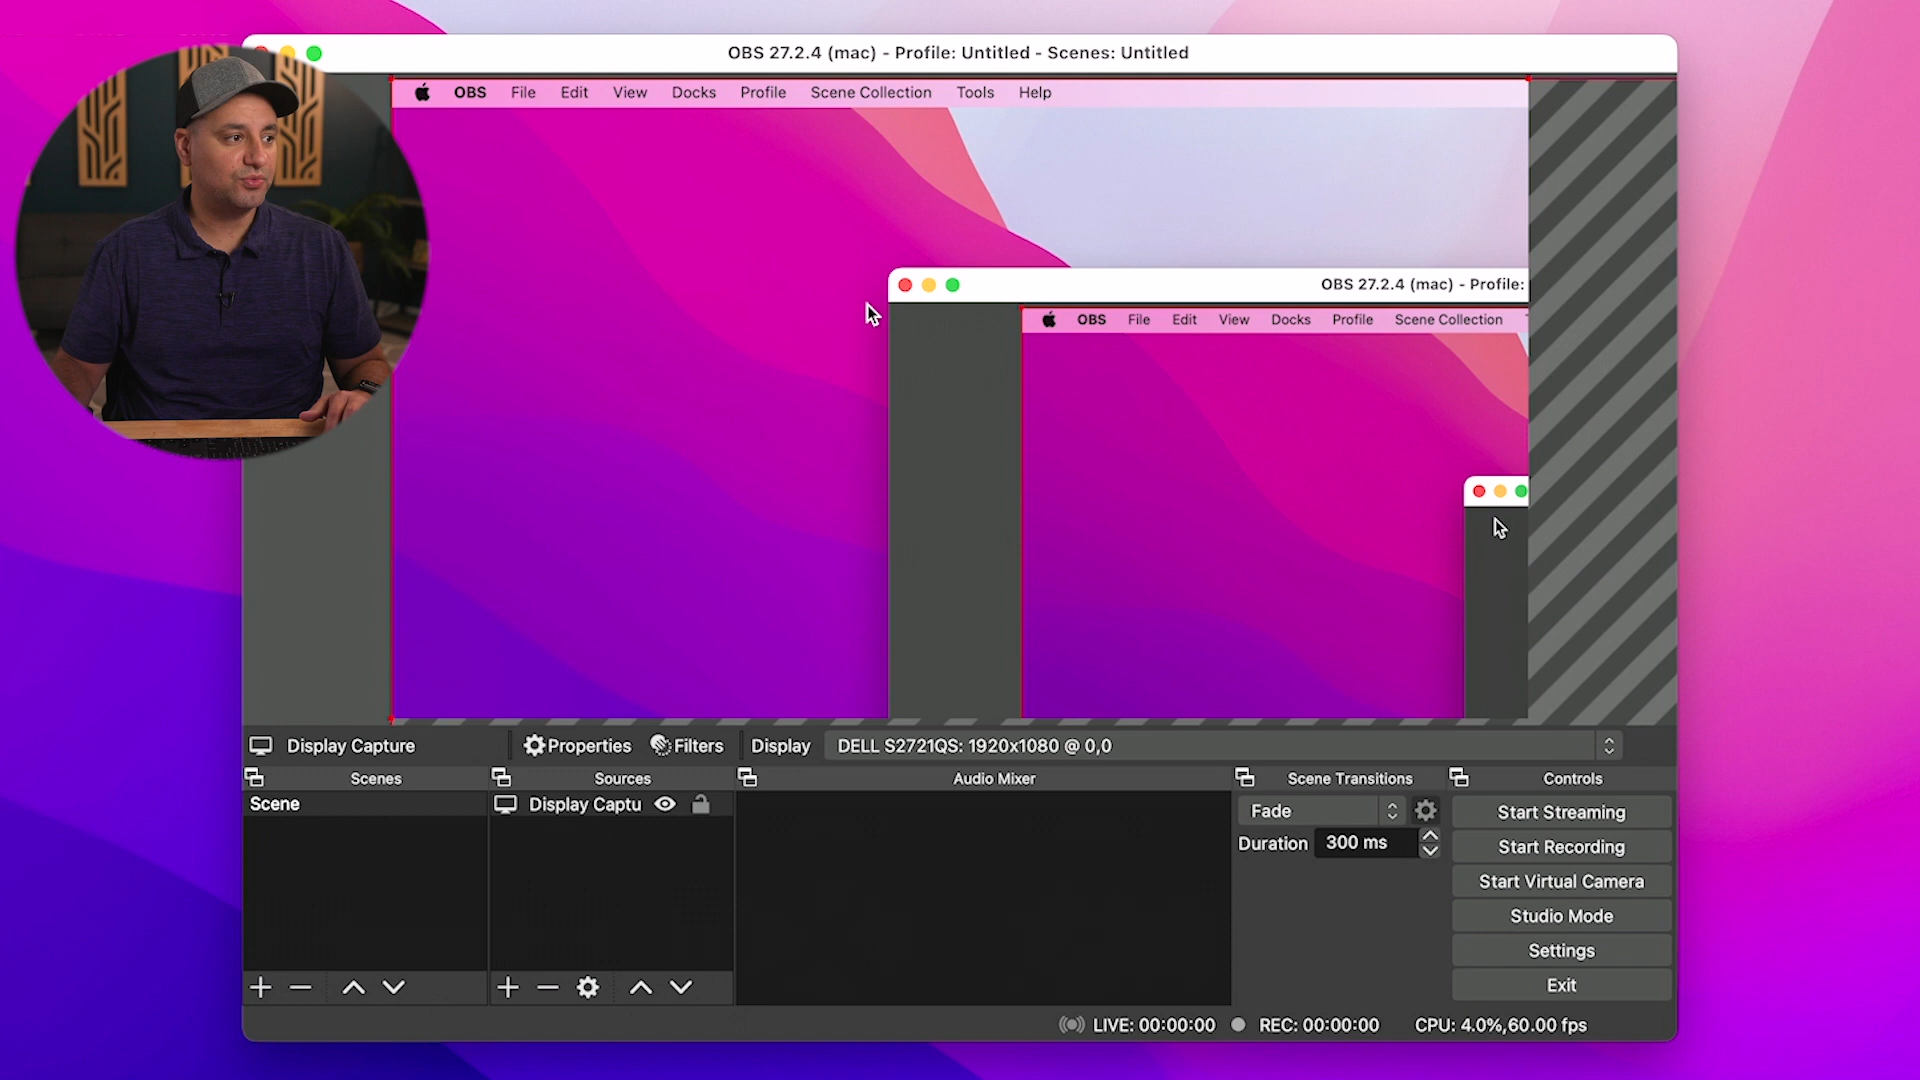 OBS 27.2.4 (mac) - Profile: Untitled - Scenes: Untitled
OBS File Edit View Docks Profile Scene Collection Tools Help
OBS 27.2.4 (mac) - Profile:
OBS File Edit View Docks Profile Scene Collection
Display Capture Properties Filters Display DELL S2721QS: 1920x1080 @ 0,0
Scenes Sources Audio Mixer Scene Transitions Controls
Scene
Display Captu
Fade
Duration 300 ms
Start Streaming
Start Recording
Start Virtual Camera
Studio Mode
Settings
Exit
LIVE: 00:00:00 REC: 00:00:00 CPU: 4.0%,60.00 fps